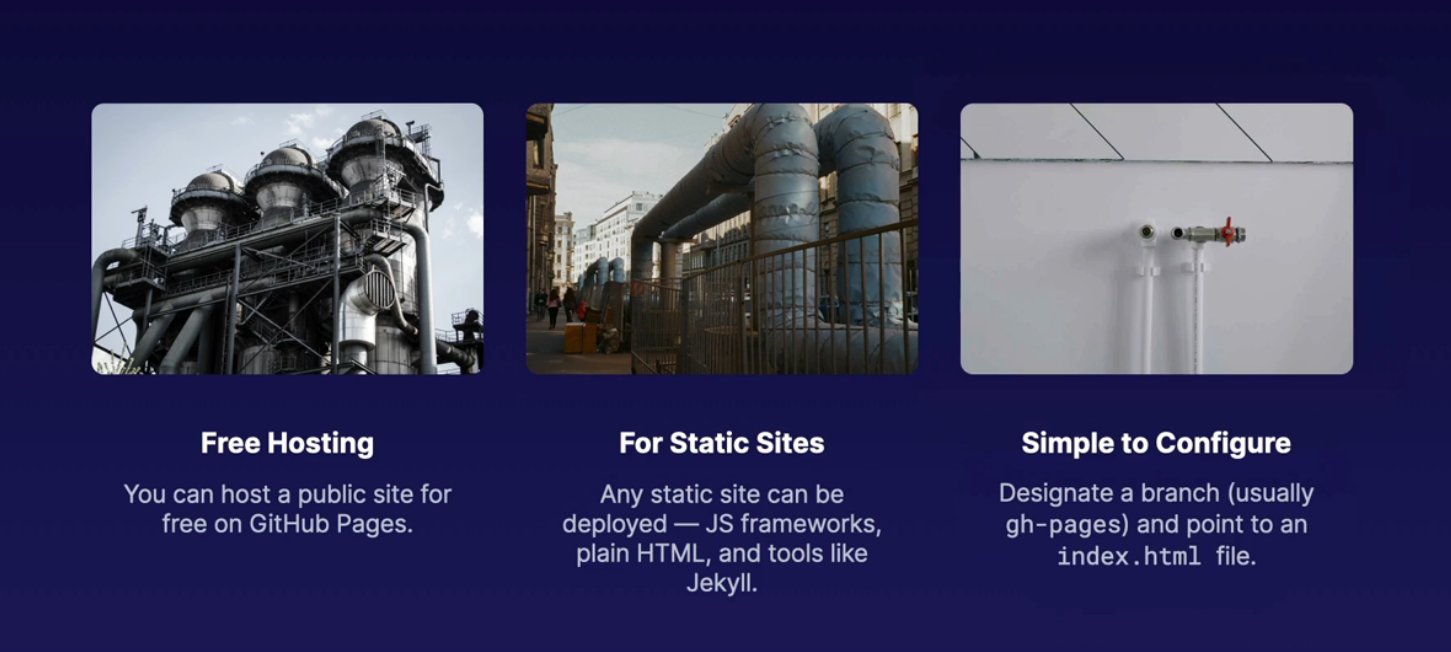 Free Hosting
You can host a public site for
free on GitHub Pages.
For Static Sites
Any static site can be
deployed — JS frameworks,
plain HTML, and tools like
Jekyll.
Simple to Configure
Designate a branch (usually
gh-pages) and point to an
index.html file.